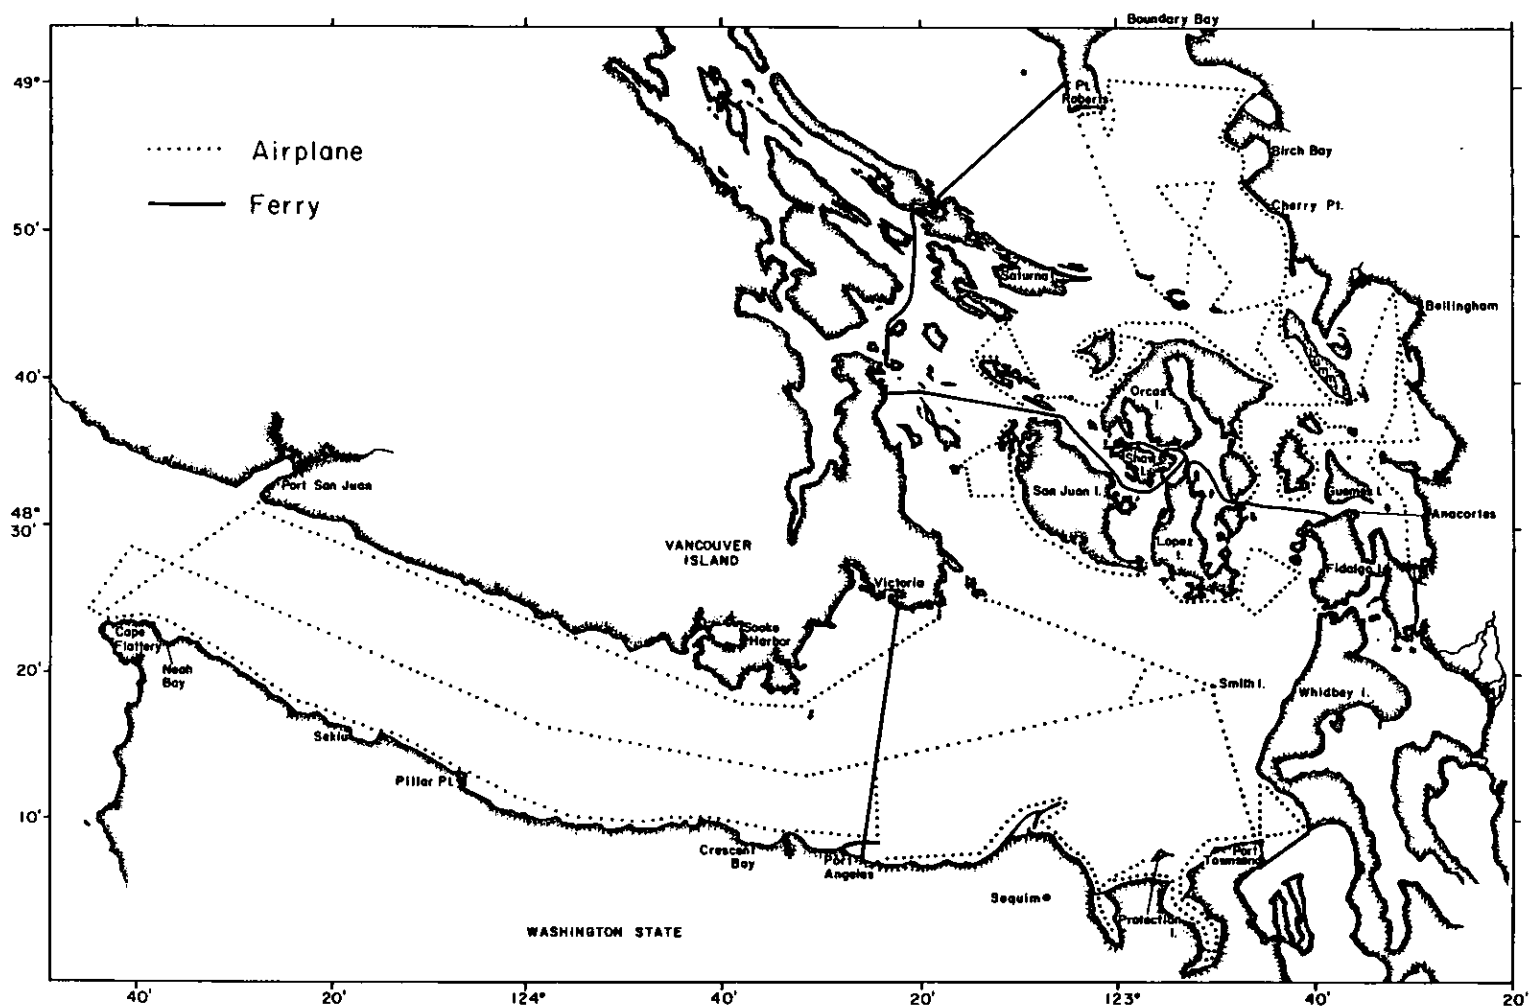 Boundary Bay
49°
Pt.
Roberts
Airplane
Birch Bay
Ferry
Cherry Pt.
50'
Saturna I.
Bellingham
40'
Orcas
I.
Shaw
I.
Port San Juan
San Juan I.
Guemes I.
48°
30'
Anacortes
VANCOUVER
ISLAND
Lopez
I.
Fidalgo I.
Victoria
Cape
Flattery
Sooke
Harbor
Neah
Bay
20'
Smith I.
Whidbey I.
Sekiu
Pillar Pt.
10'
Crescent
Bay
Port
Angeles
Port
Townsend
Sequim
Protection
I.
WASHINGTON STATE
40' 20' 124° 40' 20' 123° 40' 20'